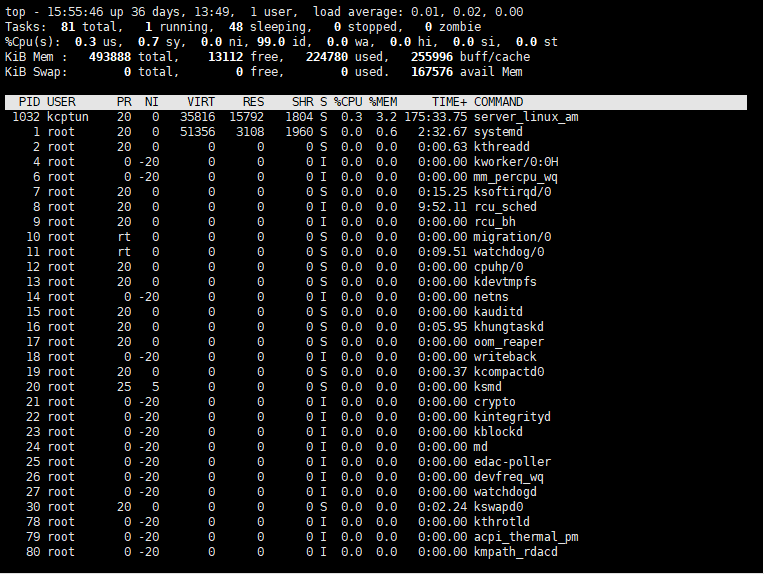 top - 15:55:46 up 36 days, 13:49,  1 user,  load average: 0.01, 0.02, 0.00
Tasks:  81 total,   1 running,  48 sleeping,   0 stopped,   0 zombie
%Cpu(s):  0.3 us,  0.7 sy,  0.0 ni, 99.0 id,  0.0 wa,  0.0 hi,  0.0 si,  0.0 st
KiB Mem :   493888 total,    13112 free,   224780 used,   255996 buff/cache
KiB Swap:        0 total,        0 free,        0 used.   167576 avail Mem
PID USER      PR  NI    VIRT    RES    SHR S %CPU %MEM     TIME+ COMMAND
1032 kcptun    20   0   35816  15792   1804 S  0.3  3.2 175:33.75 server_linux_am
1 root      20   0   51356   3108   1960 S  0.0  0.6   2:32.67 systemd
2 root      20   0       0      0      0 S  0.0  0.0   0:00.63 kthreadd
4 root       0 -20       0      0      0 I  0.0  0.0   0:00.00 kworker/0:0H
6 root       0 -20       0      0      0 I  0.0  0.0   0:00.00 mm_percpu_wq
7 root      20   0       0      0      0 S  0.0  0.0   0:15.25 ksoftirqd/0
8 root      20   0       0      0      0 I  0.0  0.0   9:52.11 rcu_sched
9 root      20   0       0      0      0 I  0.0  0.0   0:00.00 rcu_bh
10 root      rt   0       0      0      0 S  0.0  0.0   0:00.00 migration/0
11 root      rt   0       0      0      0 S  0.0  0.0   0:09.51 watchdog/0
12 root      20   0       0      0      0 S  0.0  0.0   0:00.00 cpuhp/0
13 root      20   0       0      0      0 S  0.0  0.0   0:00.00 kdevtmpfs
14 root       0 -20       0      0      0 I  0.0  0.0   0:00.00 netns
15 root      20   0       0      0      0 S  0.0  0.0   0:00.00 kauditd
16 root      20   0       0      0      0 S  0.0  0.0   0:05.95 khungtaskd
17 root      20   0       0      0      0 S  0.0  0.0   0:00.00 oom_reaper
18 root       0 -20       0      0      0 I  0.0  0.0   0:00.00 writeback
19 root      20   0       0      0      0 S  0.0  0.0   0:00.37 kcompactd0
20 root      25   5       0      0      0 S  0.0  0.0   0:00.00 ksmd
21 root       0 -20       0      0      0 I  0.0  0.0   0:00.00 crypto
22 root       0 -20       0      0      0 I  0.0  0.0   0:00.00 kintegrityd
23 root       0 -20       0      0      0 I  0.0  0.0   0:00.00 kblockd
24 root       0 -20       0      0      0 I  0.0  0.0   0:00.00 md
25 root       0 -20       0      0      0 I  0.0  0.0   0:00.00 edac-poller
26 root       0 -20       0      0      0 I  0.0  0.0   0:00.00 devfreq_wq
27 root       0 -20       0      0      0 I  0.0  0.0   0:00.00 watchdogd
30 root      20   0       0      0      0 S  0.0  0.0   0:02.24 kswapd0
78 root       0 -20       0      0      0 I  0.0  0.0   0:00.00 kthrotld
79 root       0 -20       0      0      0 I  0.0  0.0   0:00.00 acpi_thermal_pm
80 root       0 -20       0      0      0 I  0.0  0.0   0:00.00 kmpath_rdacd